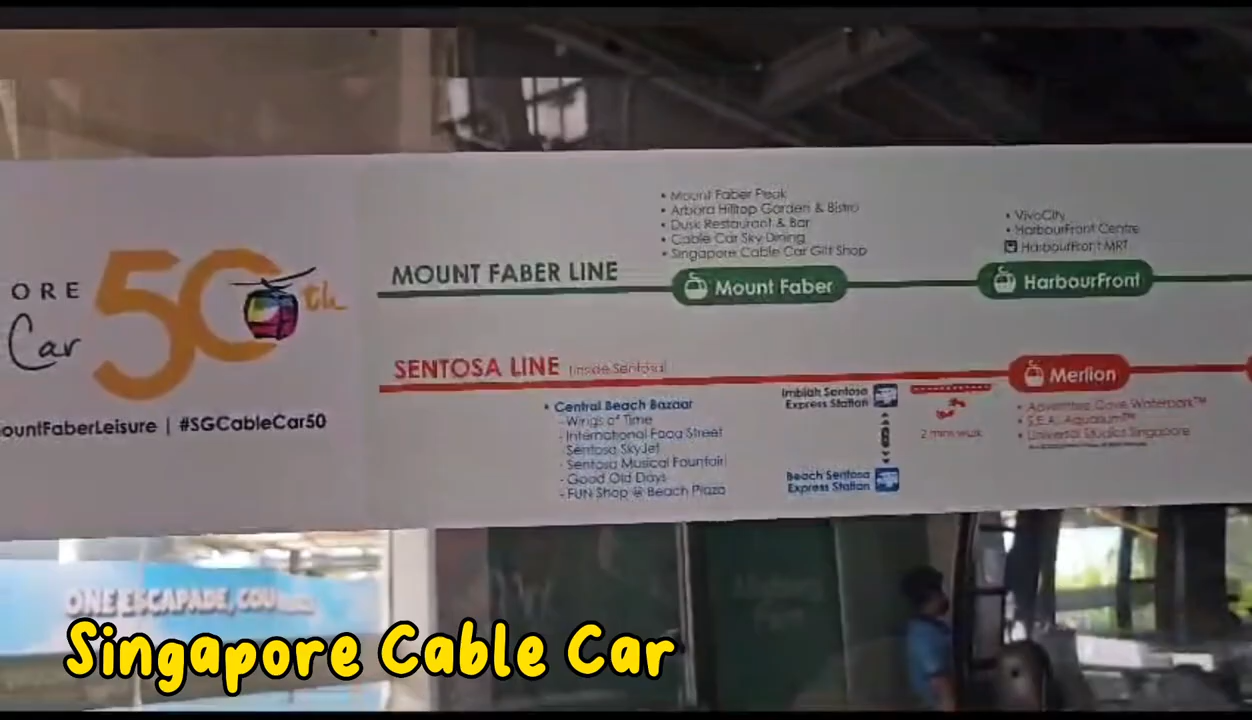 ORE
Car
50th
ountFaberLeisure | #SGCableCar50
MOUNT FABER LINE
• Mount Faber Peak
• Arbora Hilltop Garden & Bistro
• Dusk Restaurant & Bar
• Cable Car Sky Dining
• Singapore Cable Car Gift Shop
Mount Faber
• VivoCity
• HarbourFront Centre
HarbourFront MRT
HarbourFront
SENTOSA LINE (Inside Sentosa)
• Central Beach Bazaar
- Wings of Time
- International Food Street
- Sentosa SkyJet
- Sentosa Musical Fountain
- Good Old Days
- FUN Shop @ Beach Plaza
Imbiah Sentosa
Express Station
Beach Sentosa
Express Station
2 mins walk
Merlion
• Adventure Cove Waterpark™
• S.E.A. Aquarium™
• Universal Studios Singapore
ONE ESCAPADE, COU
Singapore Cable Car